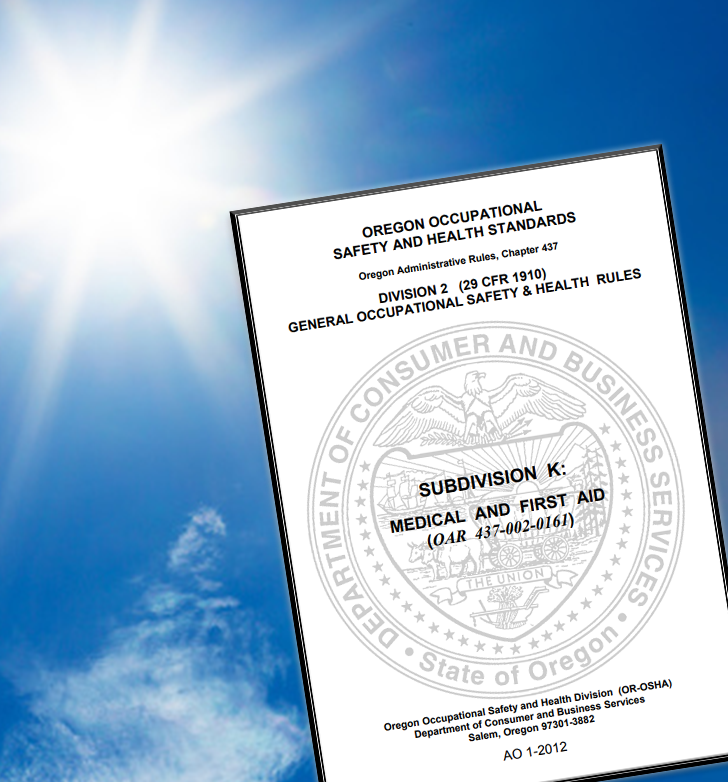 OREGON OCCUPATIONAL
SAFETY AND HEALTH STANDARDS
Oregon Administrative Rules, Chapter 437
DIVISION 2 (29 CFR 1910)
GENERAL OCCUPATIONAL SAFETY & HEALTH RULES
DEPARTMENT OF CONSUMER AND BUSINESS SERVICES
SUBDIVISION K:
MEDICAL AND FIRST AID
(OAR 437-002-0161)
THE UNION
State of Oregon
Oregon Occupational Safety and Health Division (OR-OSHA)
Department of Consumer and Business Services
Salem, Oregon 97301-3882
AO 1-2012